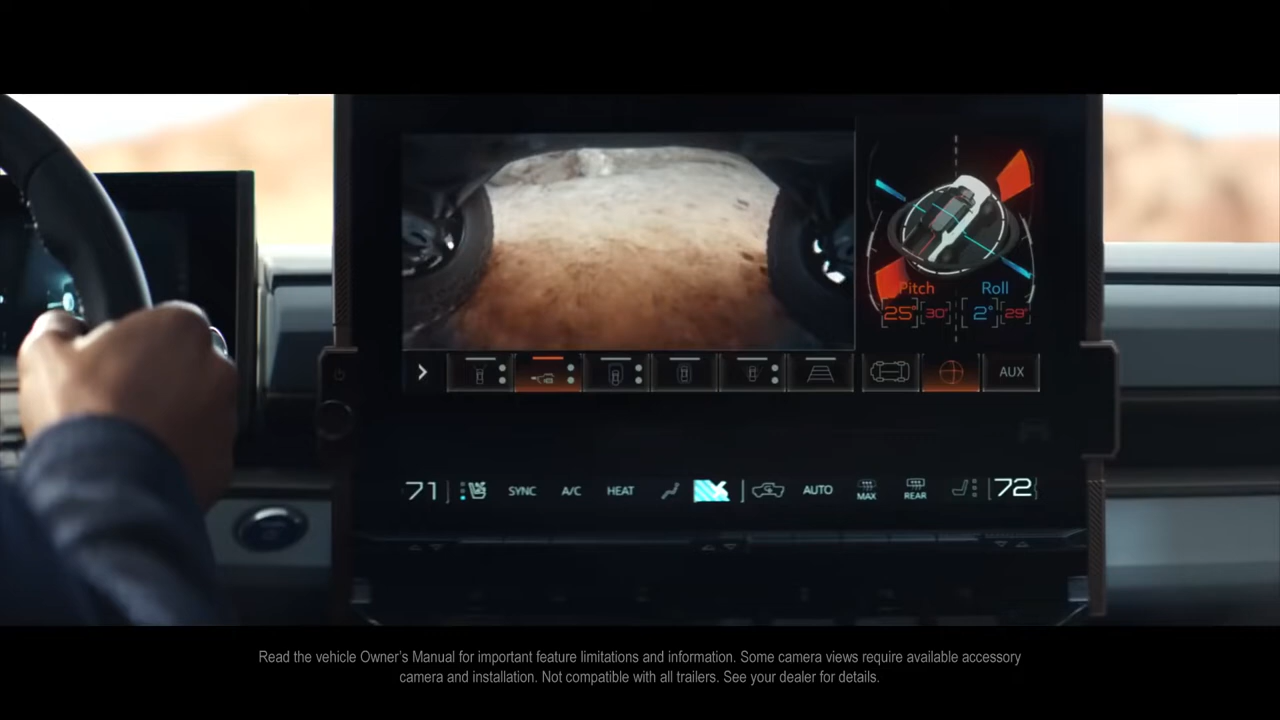 Pitch Roll
25° 30° 2° 29°
AUX
71 SYNC A/C HEAT AUTO MAX REAR 72
Read the vehicle Owner's Manual for important feature limitations and information. Some camera views require available accessory
camera and installation. Not compatible with all trailers. See your dealer for details.